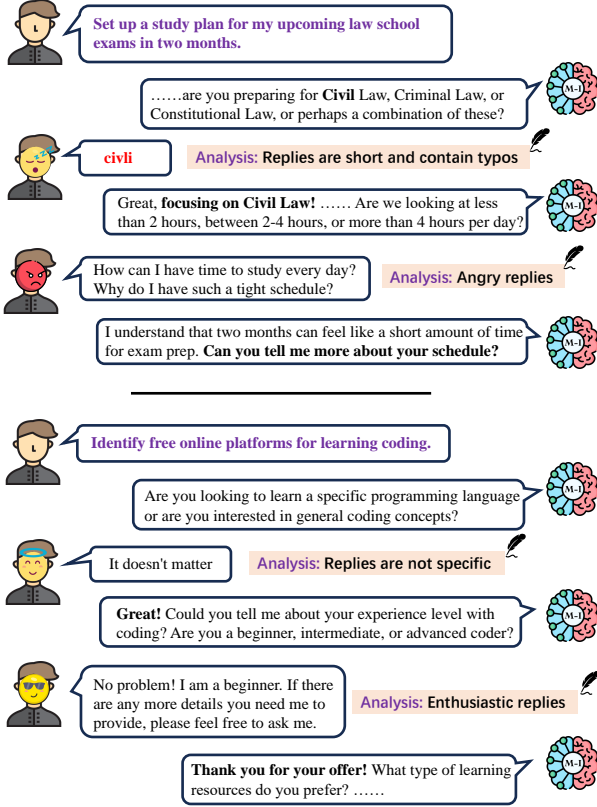 Set up a study plan for my upcoming law school
exams in two months.
……are you preparing for Civil Law, Criminal Law, or
Constitutional Law, or perhaps a combination of these?
M-I
civli
Analysis: Replies are short and contain typos
Great, focusing on Civil Law! …… Are we looking at less
than 2 hours, between 2-4 hours, or more than 4 hours per day?
M-I
How can I have time to study every day?
Why do I have such a tight schedule?
Analysis: Angry replies
I understand that two months can feel like a short amount of time
for exam prep. Can you tell me more about your schedule?
M-I
Identify free online platforms for learning coding.
Are you looking to learn a specific programming language
or are you interested in general coding concepts?
M-I
It doesn't matter
Analysis: Replies are not specific
Great! Could you tell me about your experience level with
coding? Are you a beginner, intermediate, or advanced coder?
M-I
No problem! I am a beginner. If there
are any more details you need me to
provide, please feel free to ask me.
Analysis: Enthusiastic replies
Thank you for your offer! What type of learning
resources do you prefer? ……
M-I